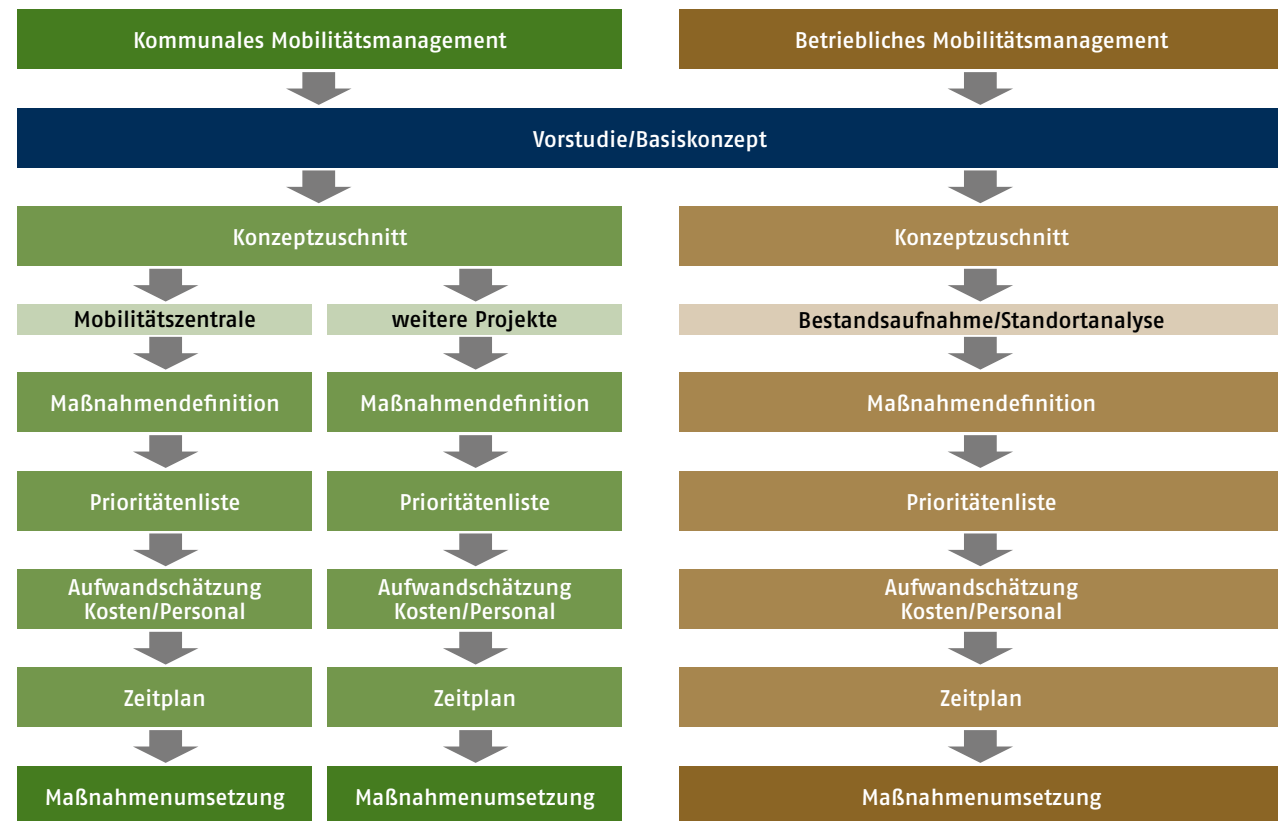 Kommunales Mobilitätsmanagement
Betriebliches Mobilitätsmanagement
Vorstudie/Basiskonzept
Konzeptzuschnitt
Konzeptzuschnitt
Mobilitätszentrale
weitere Projekte
Bestandsaufnahme/Standortanalyse
Maßnahmendefinition
Maßnahmendefinition
Maßnahmendefinition
Prioritätenliste
Prioritätenliste
Prioritätenliste
Aufwandschätzung
Kosten/Personal
Aufwandschätzung
Kosten/Personal
Aufwandschätzung
Kosten/Personal
Zeitplan
Zeitplan
Zeitplan
Maßnahmenumsetzung
Maßnahmenumsetzung
Maßnahmenumsetzung